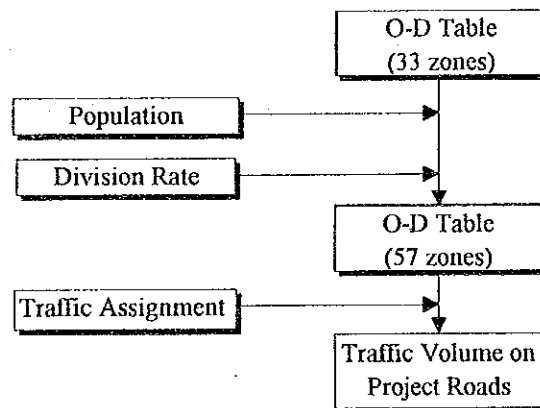 O-D Table
(33 zones)
Population
Division Rate
O-D Table
(57 zones)
Traffic Assignment
Traffic Volume on
Project Roads